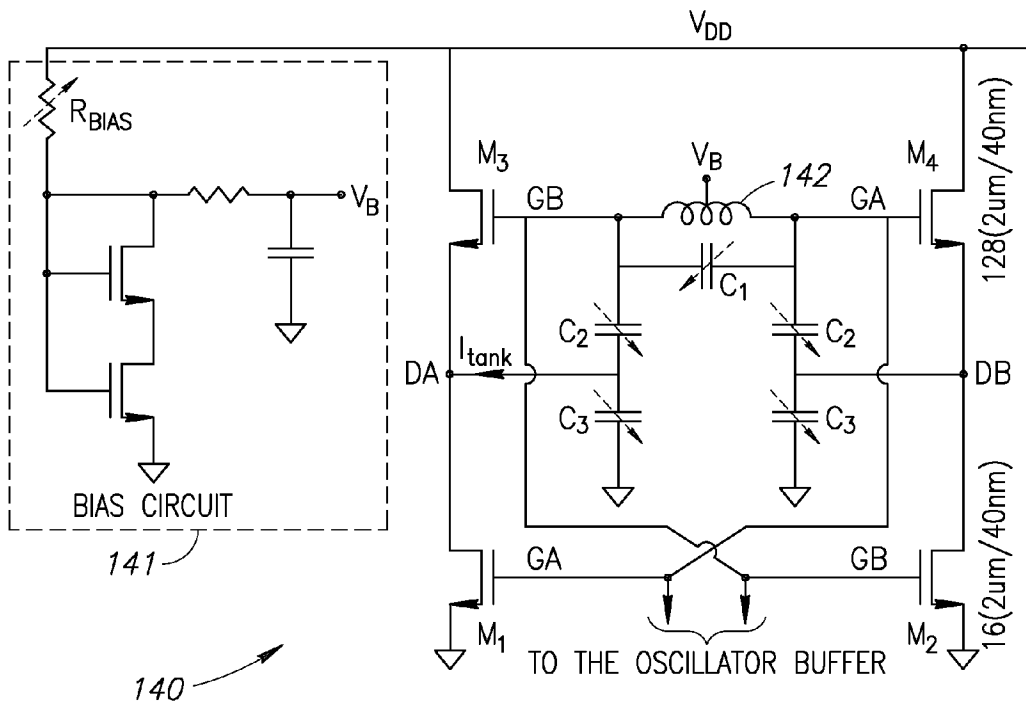 V_DD
R_BIAS
V_B
BIAS CIRCUIT
141
140
M_3
GB
V_B
142
GA
M_4
128(2um/40nm)
C_1
C_2
C_2
I_tank
DA
DB
C_3
C_3
GA
GB
M_1
M_2
16(2um/40nm)
TO THE OSCILLATOR BUFFER